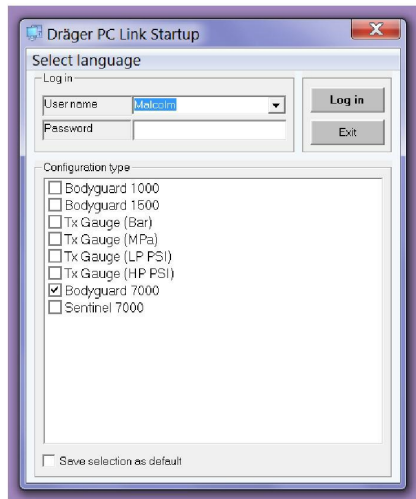 Dräger PC Link Startup
Select language
Log in
User name Malcolm
Password
Log in
Exit
Configuration type
Bodyguard 1000
Bodyguard 1500
Tx Gauge (Bar)
Tx Gauge (MPa)
Tx Gauge (LP PSI)
Tx Gauge (HP PSI)
Bodyguard 7000
Sentinel 7000
Save selection as default